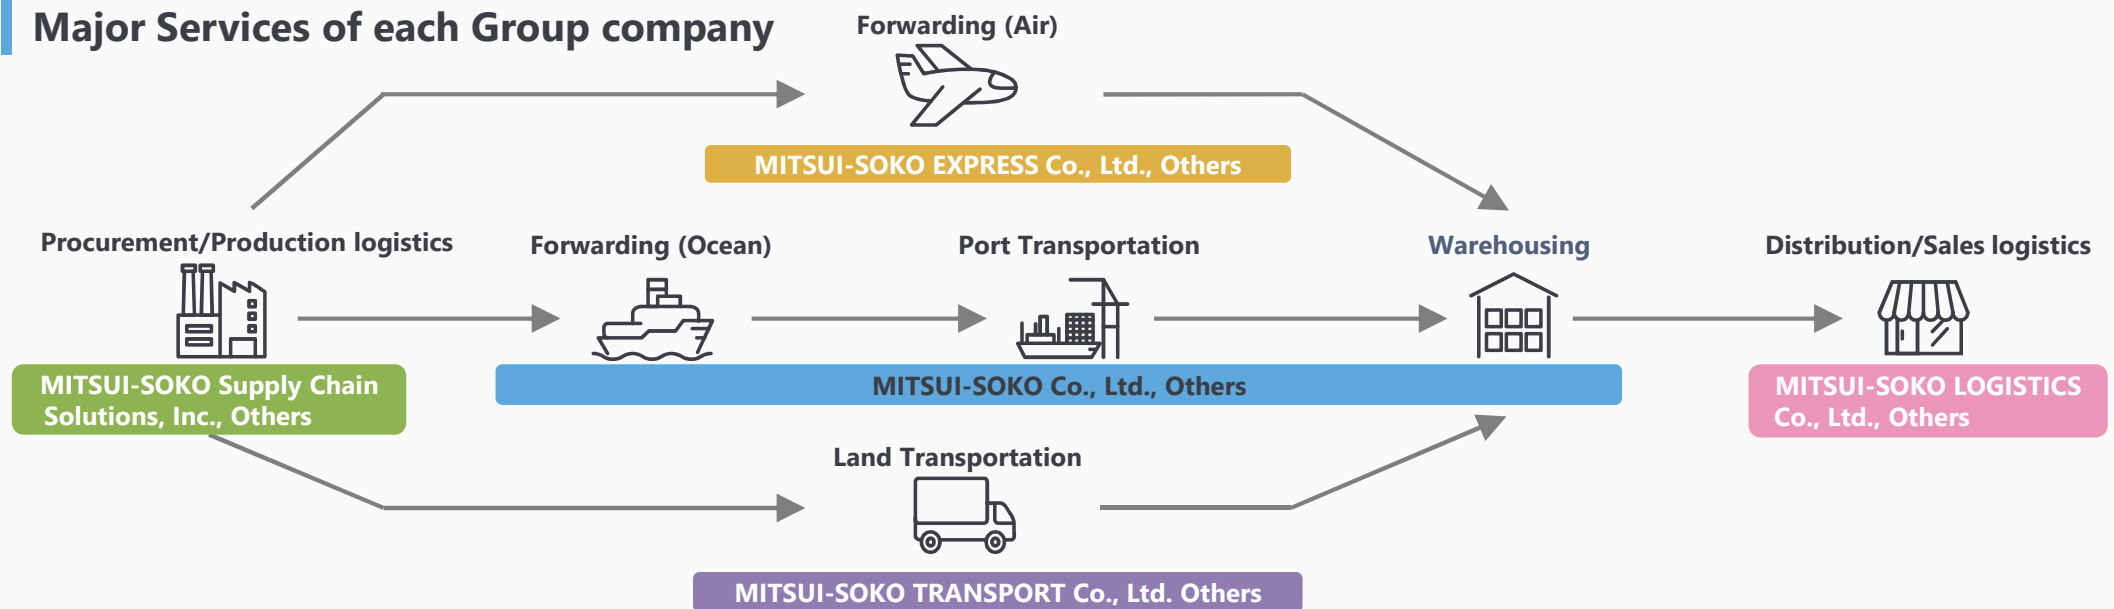 Major Services of each Group company
Forwarding (Air)
MITSUI-SOKO EXPRESS Co., Ltd., Others
Procurement/Production logistics
Forwarding (Ocean)
Port Transportation
Warehousing
Distribution/Sales logistics
MITSUI-SOKO Supply Chain
Solutions, Inc., Others
MITSUI-SOKO Co., Ltd., Others
MITSUI-SOKO LOGISTICS
Co., Ltd., Others
Land Transportation
MITSUI-SOKO TRANSPORT Co., Ltd. Others